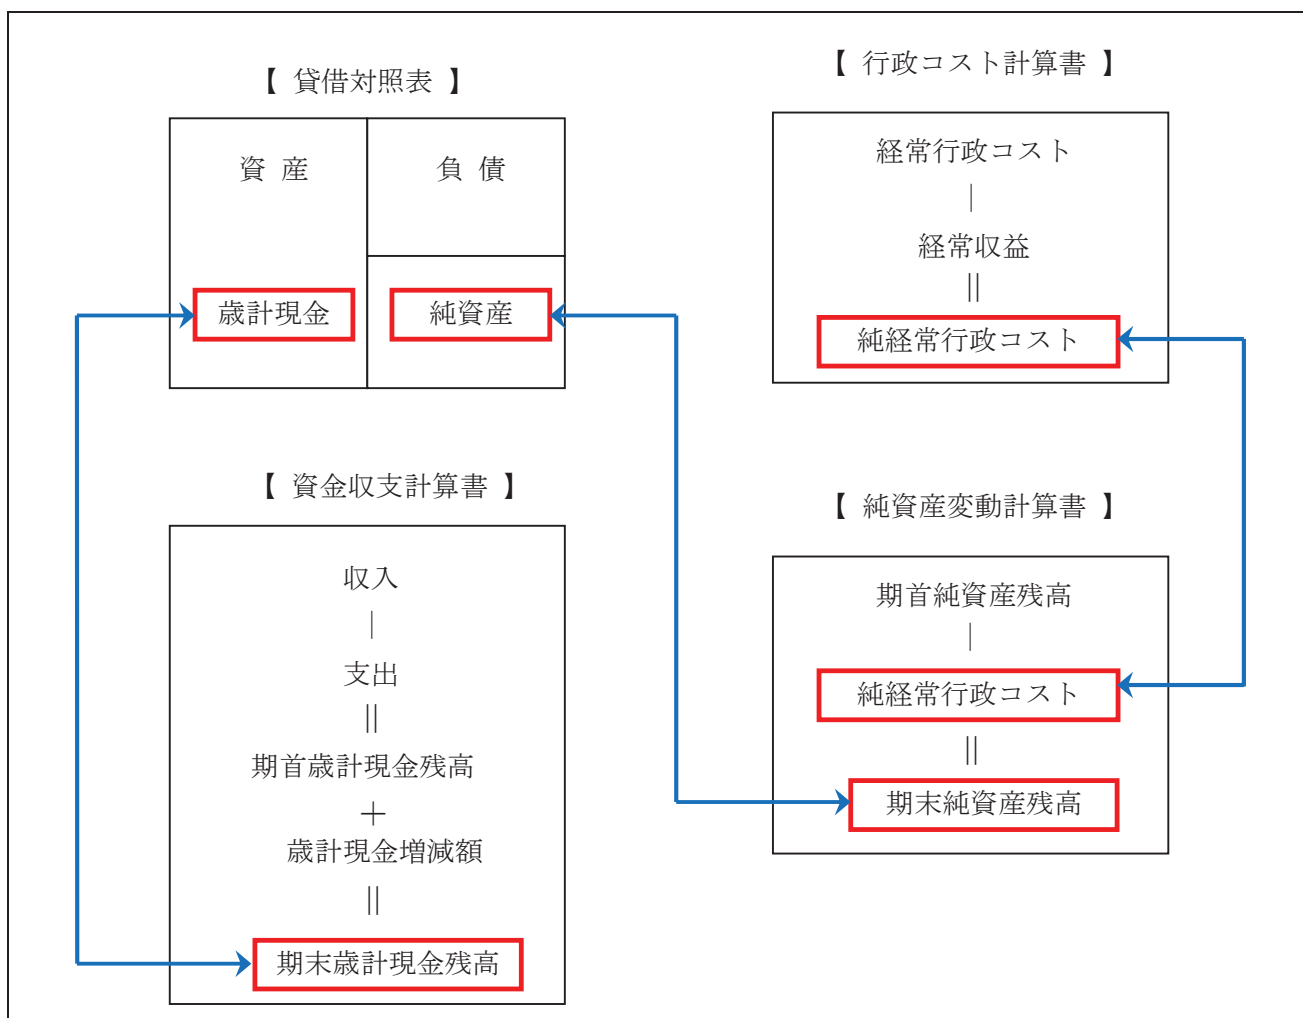 【 貸借対照表 】
資 産
負 債
歳計現金
純資産
【 行政コスト計算書 】
経常行政コスト
|
経常収益
||
純経常行政コスト
【 資金収支計算書 】
収入
|
支出
||
期首歳計現金残高
＋
歳計現金増減額
||
期末歳計現金残高
【 純資産変動計算書 】
期首純資産残高
|
純経常行政コスト
||
期末純資産残高